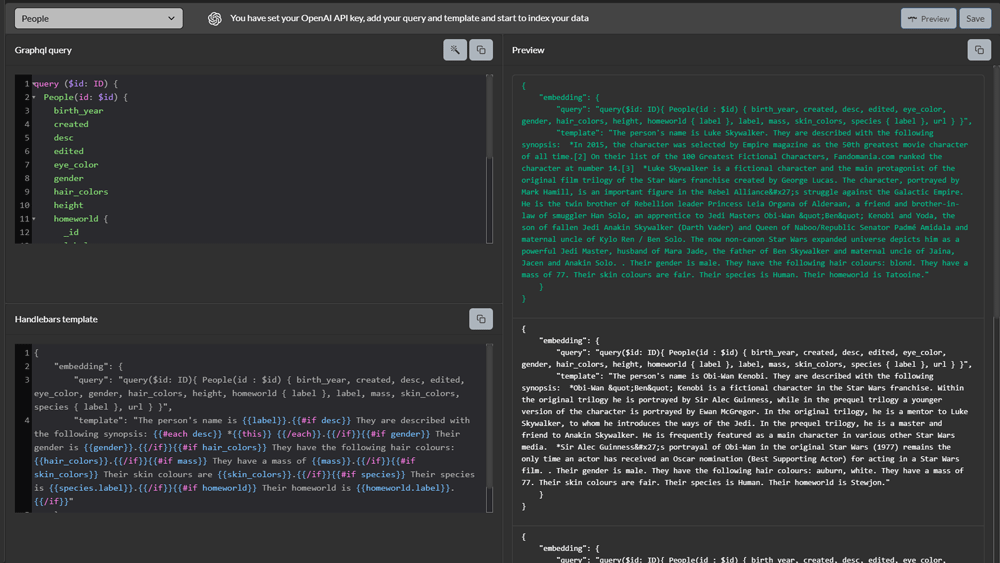 People
You have set your OpenAI API key, add your query and template and start to index your data
Preview
Save
Graphql query
1 query ($id: ID) {
2 People(id: $id) {
3 birth_year
4 created
5 desc
6 edited
7 eye_color
8 gender
9 hair_colors
10 height
11 homeworld {
12 _id
Handlebars template
1 {
2 "embedding": {
3 "query": "query($id: ID){ People(id : $id) { birth_year, created, desc, edited,
eye_color, gender, hair_colors, height, homeworld { label }, label, mass, skin_colors,
species { label }, url } }",
4 "template": "The person's name is {{label}}.{{#if desc}} They are described with
the following synopsis: {{#each desc}} *{{this}} {{/each}}.{{/if}}{{#if gender}} Their
gender is {{gender}}.{{/if}}{{#if hair_colors}} They have the following hair colours:
{{hair_colors}}.{{/if}}{{#if mass}} They have a mass of {{mass}}.{{/if}}{{#if
skin_colors}} Their skin colours are {{skin_colors}}.{{/if}}{{#if species}} Their species
is {{species.label}}.{{/if}}{{#if homeworld}} Their homeworld is {{homeworld.label}}.
{{/if}}"
Preview
{
"embedding": {
"query": "query($id: ID){ People(id : $id) { birth_year, created, desc, edited, eye_color,
gender, hair_colors, height, homeworld { label }, label, mass, skin_colors, species { label }, url } }",
"template": "The person's name is Luke Skywalker. They are described with the following
synopsis:  *In 2015, the character was selected by Empire magazine as the 50th greatest movie character
of all time.[2] On their list of the 100 Greatest Fictional Characters, Fandomania.com ranked the
character at number 14.[3]  *Luke Skywalker is a fictional character and the main protagonist of the
original film trilogy of the Star Wars franchise created by George Lucas. The character, portrayed by
Mark Hamill, is an important figure in the Rebel Alliance&#x27;s struggle against the Galactic Empire.
He is the twin brother of Rebellion leader Princess Leia Organa of Alderaan, a friend and brother-in-
law of smuggler Han Solo, an apprentice to Jedi Masters Obi-Wan &quot;Ben&quot; Kenobi and Yoda, the
son of fallen Jedi Anakin Skywalker (Darth Vader) and Queen of Naboo/Republic Senator Padmé Amidala and
maternal uncle of Kylo Ren / Ben Solo. The now non-canon Star Wars expanded universe depicts him as a
powerful Jedi Master, husband of Mara Jade, the father of Ben Skywalker and maternal uncle of Jaina,
Jacen and Anakin Solo. . Their gender is male. They have the following hair colours: blond. They have a
mass of 77. Their skin colours are fair. Their species is Human. Their homeworld is Tatooine."
}
}
{
"embedding": {
"query": "query($id: ID){ People(id : $id) { birth_year, created, desc, edited, eye_color,
gender, hair_colors, height, homeworld { label }, label, mass, skin_colors, species { label }, url } }",
"template": "The person's name is Obi-Wan Kenobi. They are described with the following
synopsis:  *Obi-Wan &quot;Ben&quot; Kenobi is a fictional character in the Star Wars franchise. Within
the original trilogy he is portrayed by Sir Alec Guinness, while in the prequel trilogy a younger
version of the character is portrayed by Ewan McGregor. In the original trilogy, he is a mentor to Luke
Skywalker, to whom he introduces the ways of the Jedi. In the prequel trilogy, he is a master and
friend to Anakin Skywalker. He is frequently featured as a main character in various other Star Wars
media.  *Sir Alec Guinness&#x27;s portrayal of Obi-Wan in the original Star Wars (1977) remains the
only time an actor has received an Oscar nomination (Best Supporting Actor) for acting in a Star Wars
film. . Their gender is male. They have the following hair colours: auburn, white. They have a mass of
77. Their skin colours are fair. Their species is Human. Their homeworld is Stewjon."
}
}
{
"embedding": {